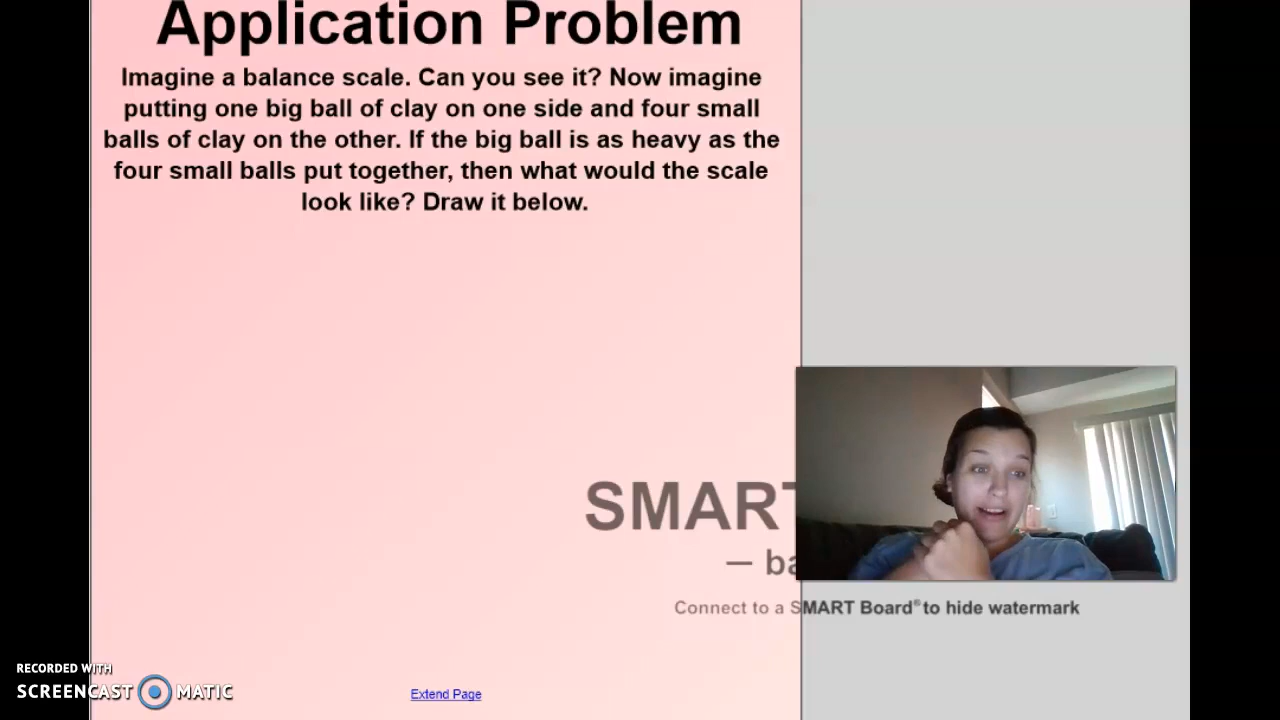 Application Problem
Imagine a balance scale. Can you see it? Now imagine
putting one big ball of clay on one side and four small
balls of clay on the other. If the big ball is as heavy as the
four small balls put together, then what would the scale
look like? Draw it below.
SMART
— ba
Connect to a SMART Board® to hide watermark
RECORDED WITH
SCREENCAST MATIC
Extend Page